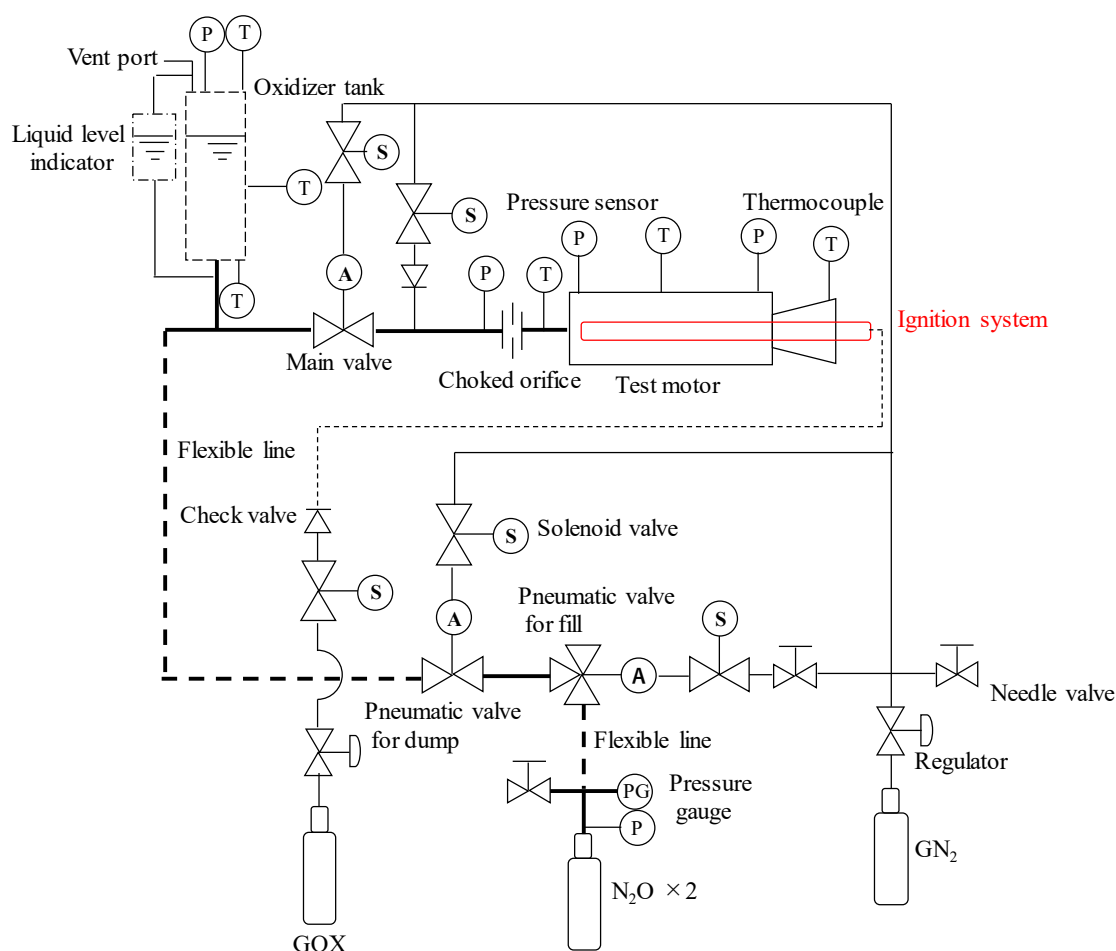 P
T
Vent port
Oxidizer tank
Liquid level
indicator
S
T
S
Pressure sensor
Thermocouple
P
T
P
T
A
P
T
T
Ignition system
Main valve
Choked orifice
Test motor
Flexible line
Check valve
S
Solenoid valve
S
Pneumatic valve
for fill
A
S
A
Needle valve
Pneumatic valve
for dump
Flexible line
Regulator
PG
Pressure
gauge
P
GN₂
N₂O ×2
GOX